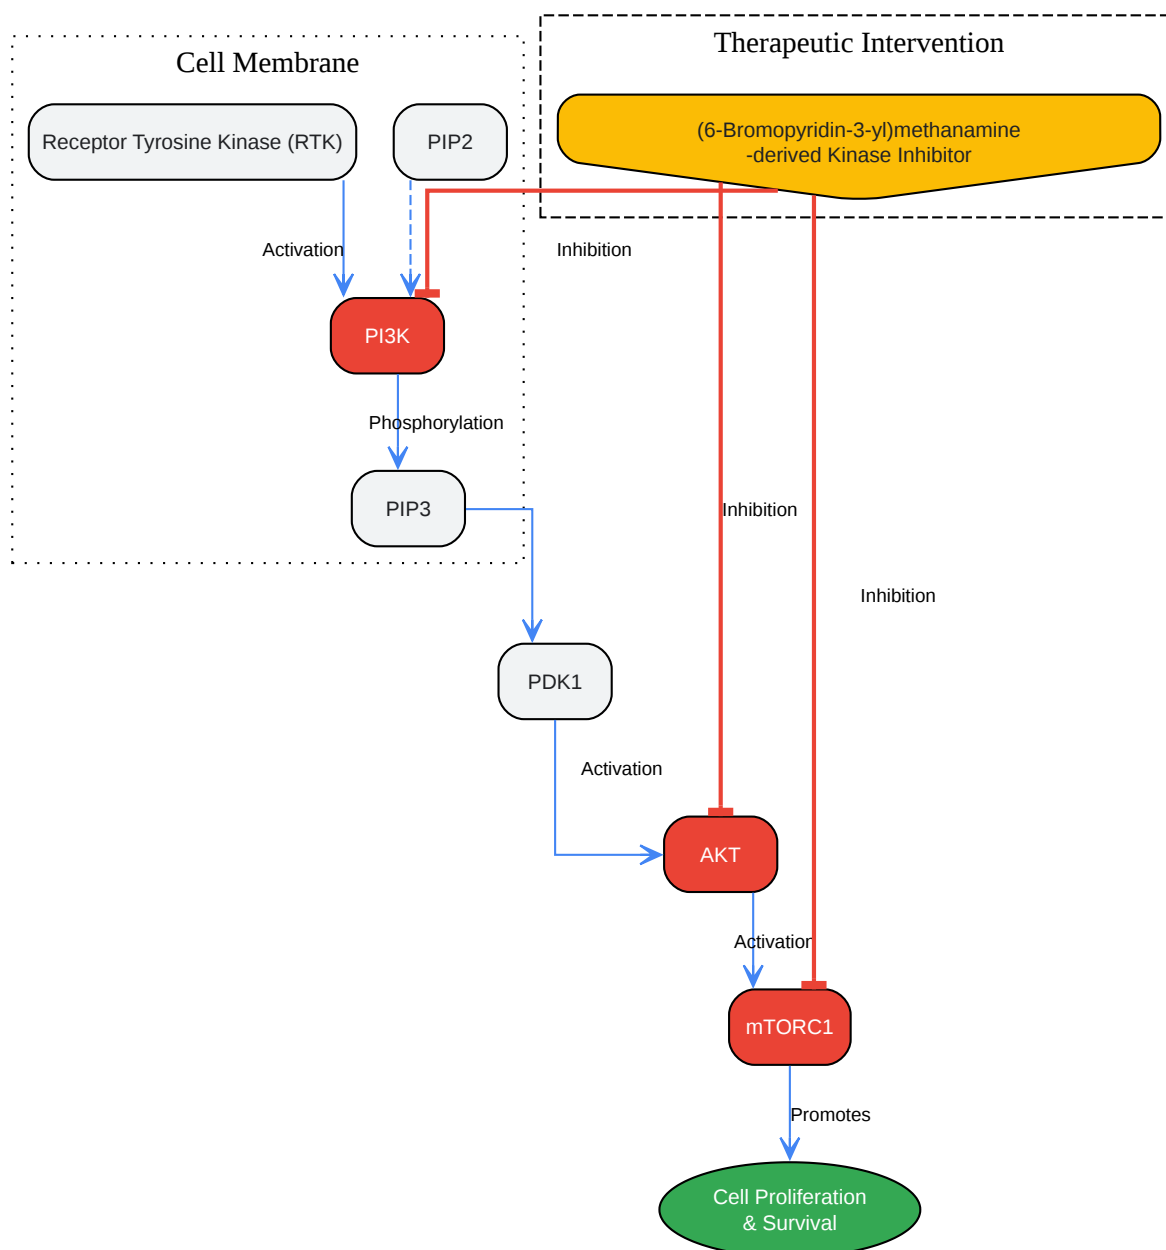 Therapeutic Intervention
Cell Membrane
Receptor Tyrosine Kinase (RTK)
PIP2
(6-Bromopyridin-3-yl)methanamine
-derived Kinase Inhibitor
Activation
Inhibition
PI3K
Phosphorylation
PIP3
Inhibition
Inhibition
PDK1
Activation
AKT
Activation
mTORC1
Promotes
Cell Proliferation
& Survival